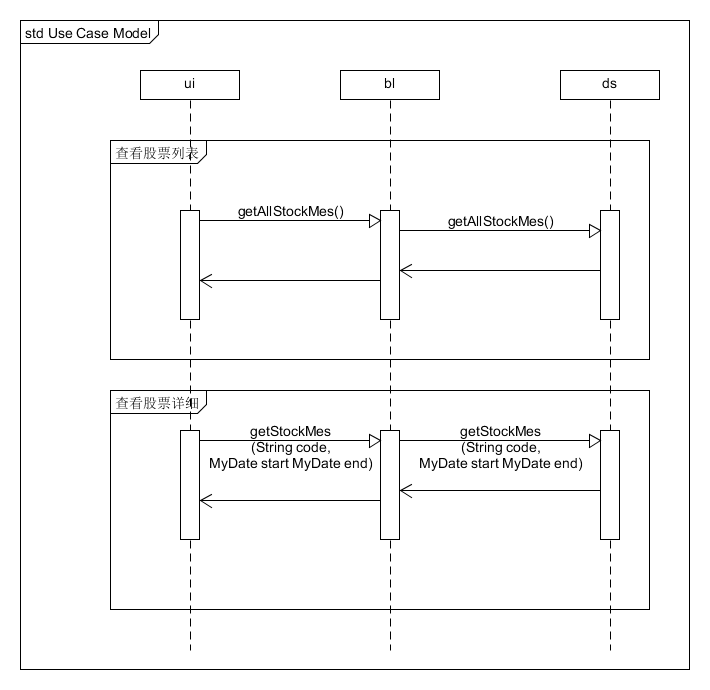 std Use Case Model
ui
bl
ds
查看股票列表
getAllStockMes()
getAllStockMes()
查看股票详细
getStockMes
(String code,
MyDate start MyDate end)
getStockMes
(String code,
MyDate start MyDate end)